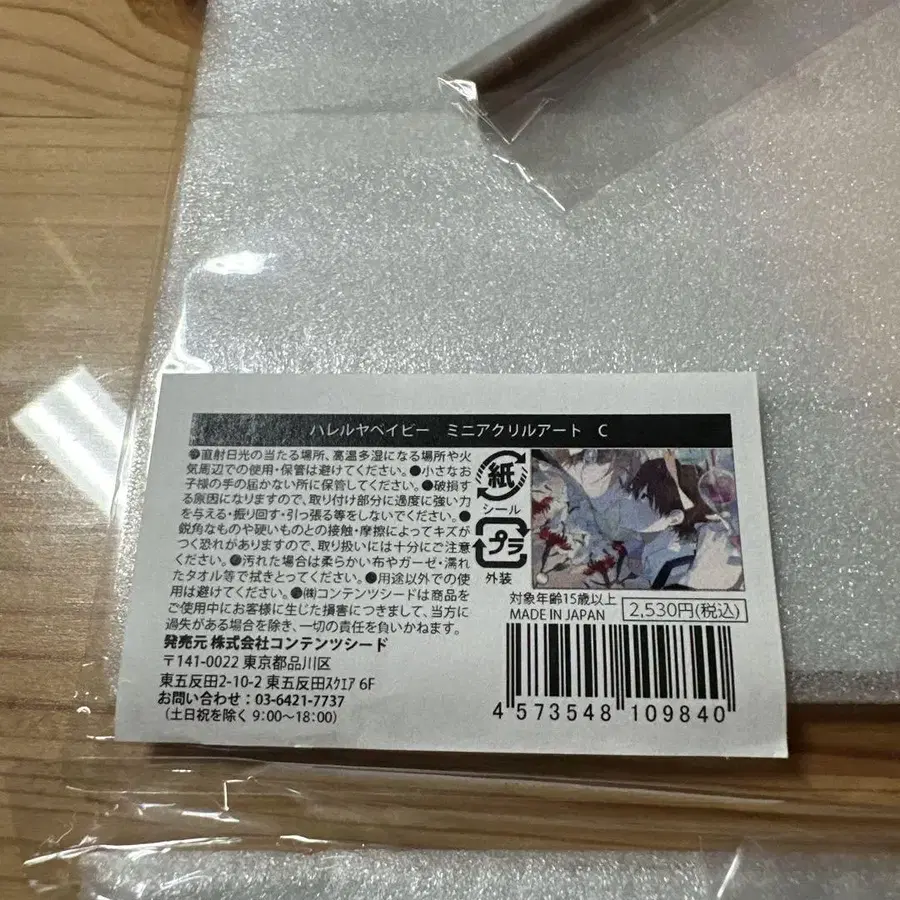 ハレルヤベイビー　ミニアクリルアート　C
●直射日光の当たる場所、高温多湿になる場所や火
気周辺での使用・保管は避けてください。●小さなお
子様の手の届かない所に保管してください。●破損す
る原因になりますので、取り付け部分に過度に強い力
を与える・振り回す・引っ張る等をしないでください。●
鋭角なものや硬いものとの接触・摩擦によってキズが
つく恐れがありますので、取り扱いには十分にご注意
ください。●汚れた場合は柔らかい布やガーゼ・濡れ
たタオル等で拭きとってください。●用途以外での使
用は避けてください。●㈱コンテンツシードは商品を
ご使用中にお客様に生じた損害につきまして、当方に
過失がある場合を除き、一切の責任を負いかねます。
発売元 株式会社コンテンツシード
〒141-0022 東京都品川区
東五反田2-10-2 東五反田ｽｸｴｱ 6F
お問い合わせ：03-6421-7737
（土日祝を除く 9:00〜18:00）
紙
シール
プラ
外装
対象年齢15歳以上
MADE IN JAPAN
2,530円(税込)
4 573548 109840